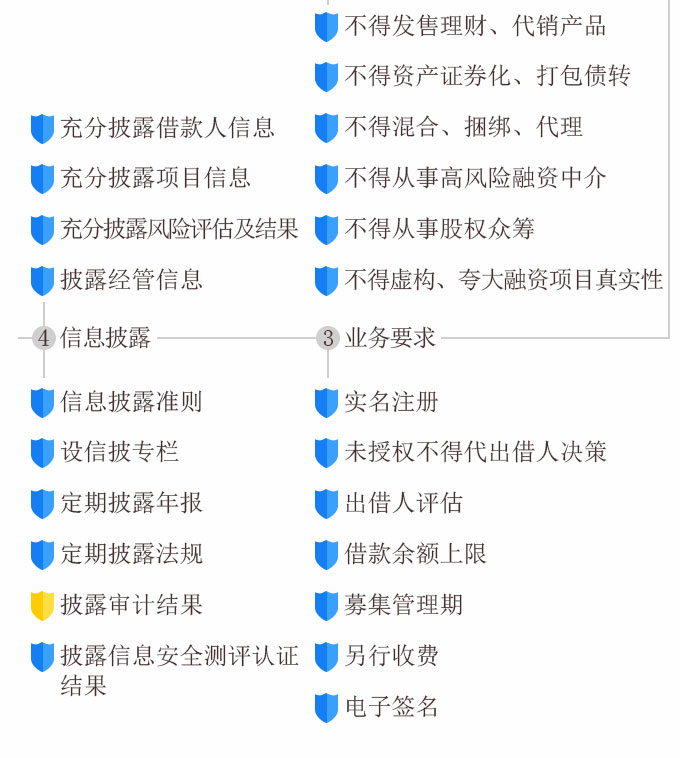 不得发售理财、代销产品
不得资产证券化、打包债转
充分披露借款人信息
不得混合、捆绑、代理
充分披露项目信息
不得从事高风险融资中介
充分披露风险评估及结果
不得从事股权众筹
披露经管信息
不得虚构、夸大融资项目真实性
4 信息披露
3 业务要求
信息披露准则
实名注册
设信披专栏
未授权不得代出借人决策
定期披露年报
出借人评估
定期披露法规
借款余额上限
披露审计结果
募集管理期
披露信息安全测评认证
结果
另行收费
电子签名